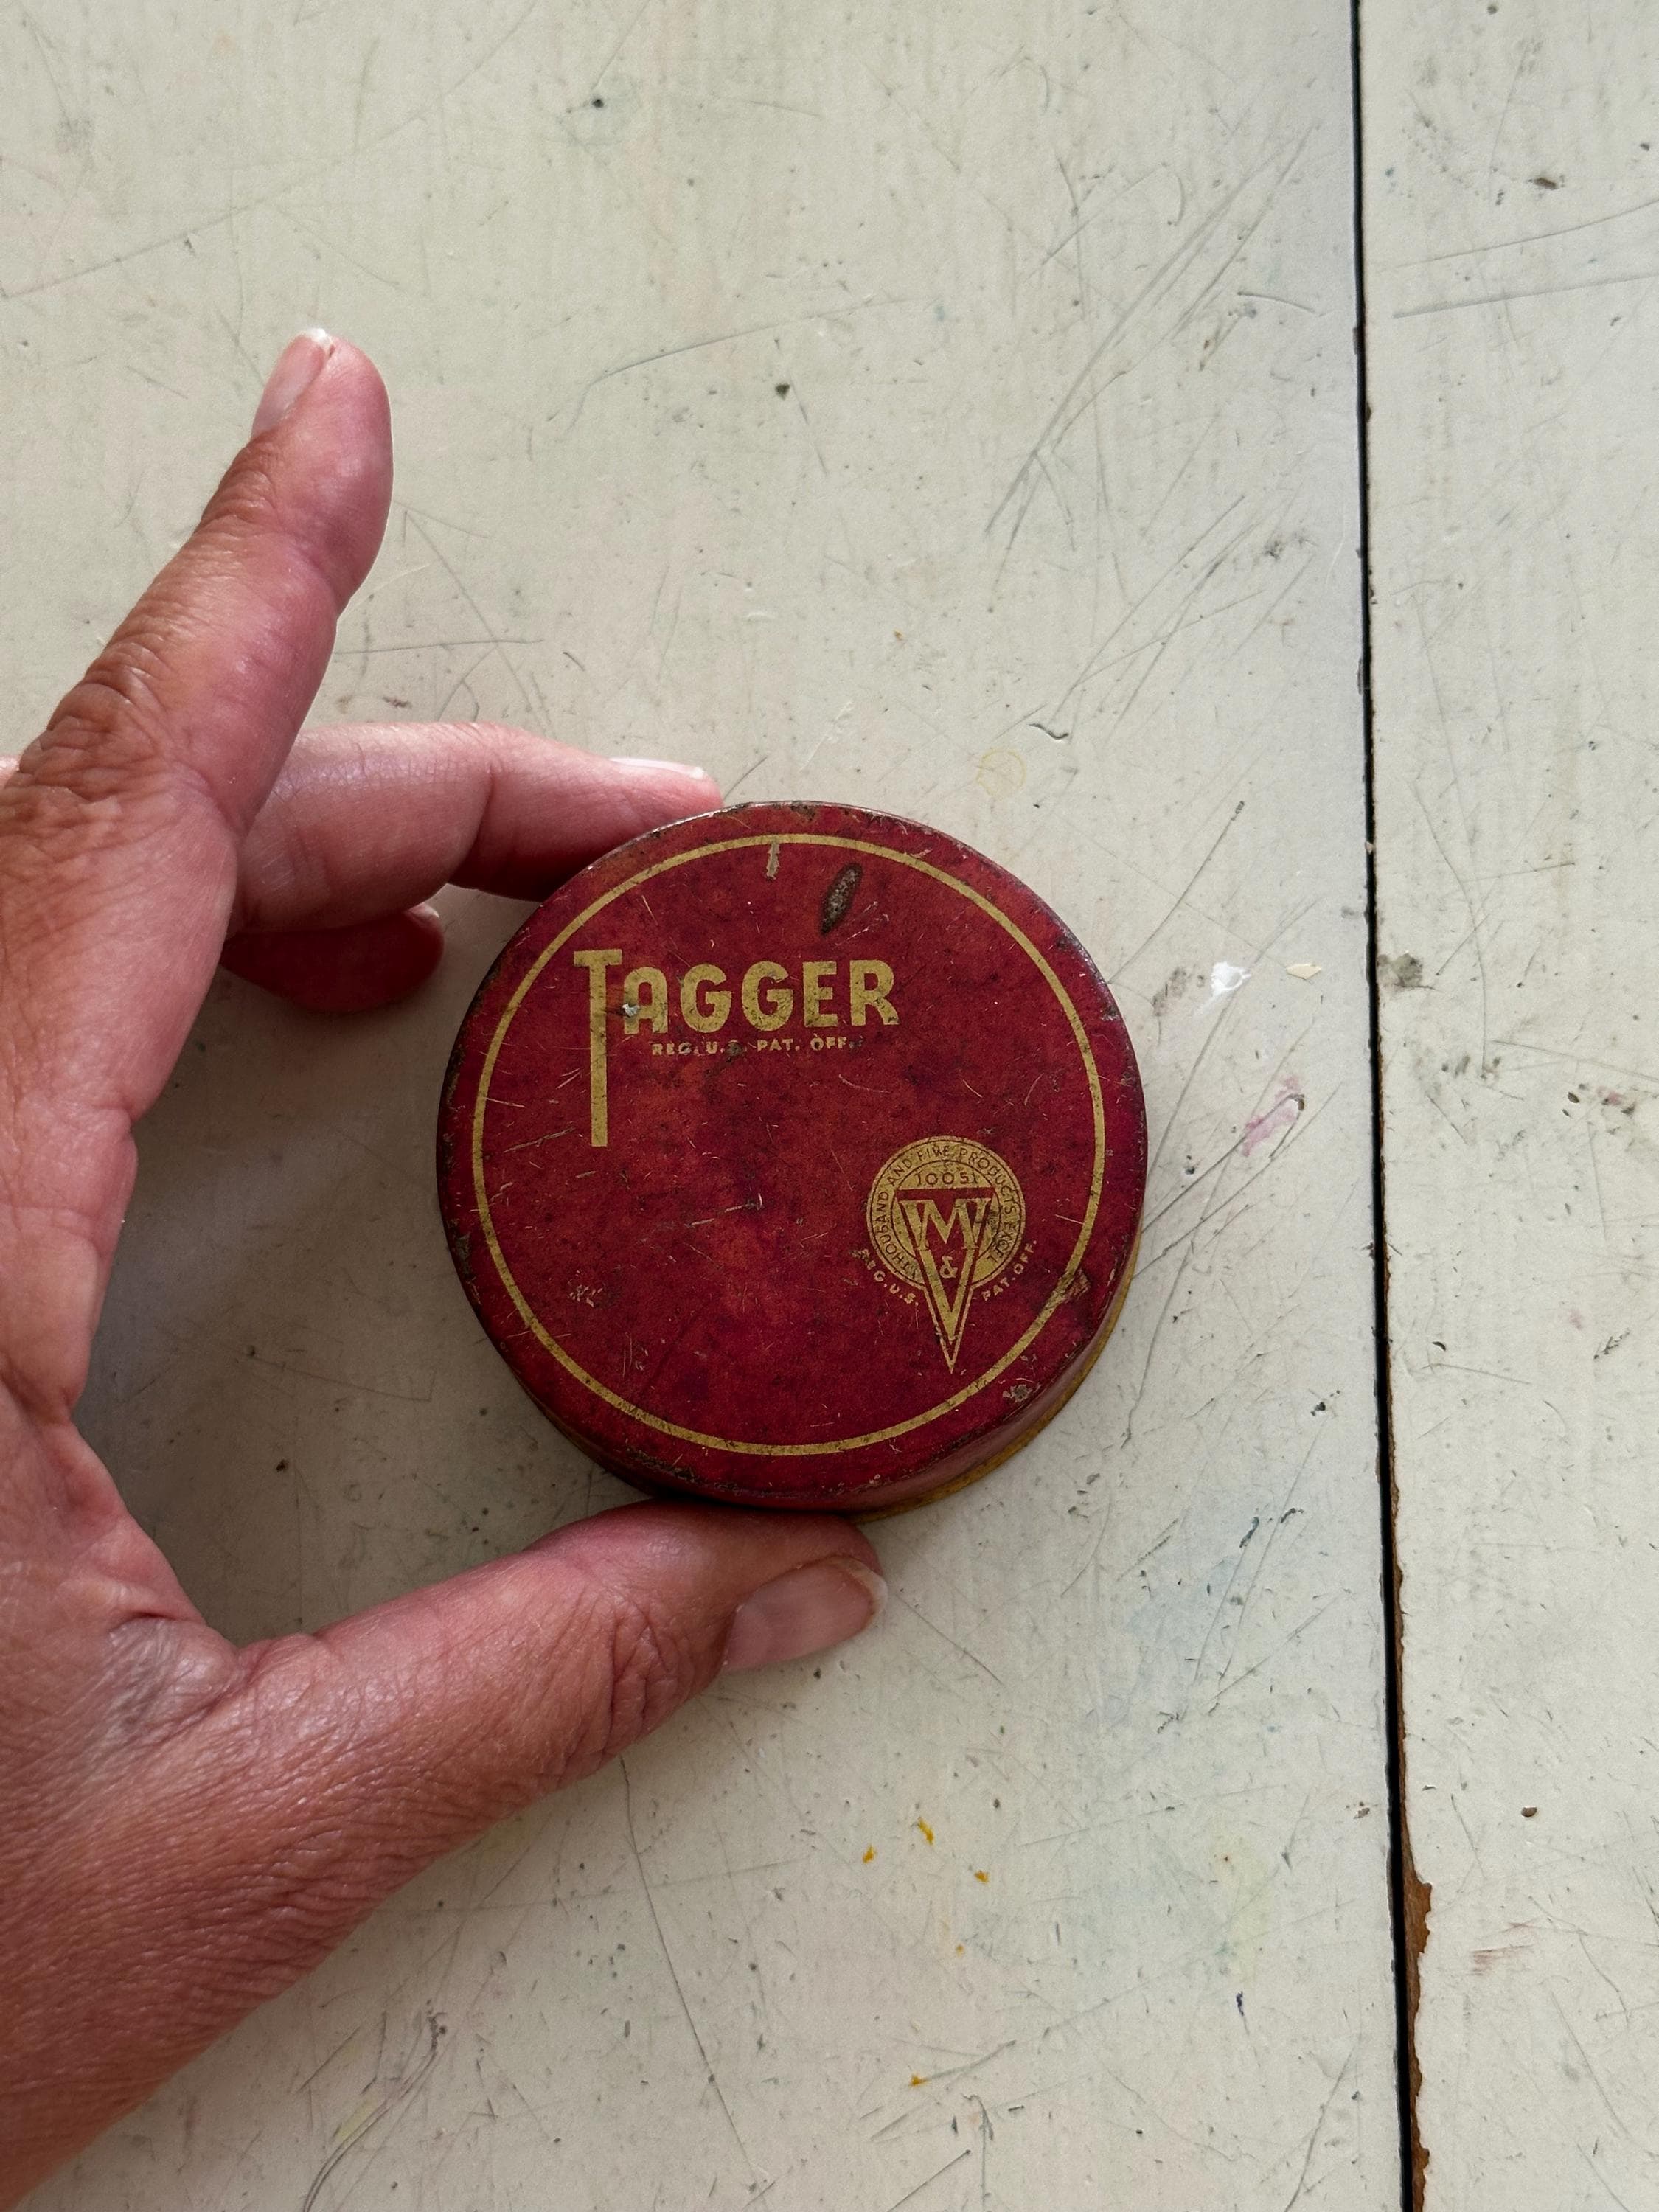 TAGGER
REG. U.S. PAT. OFF.
THOUSAND AND FIVE PRODUCTS
1005
M
&
V
REG. U.S. PAT. OFF.